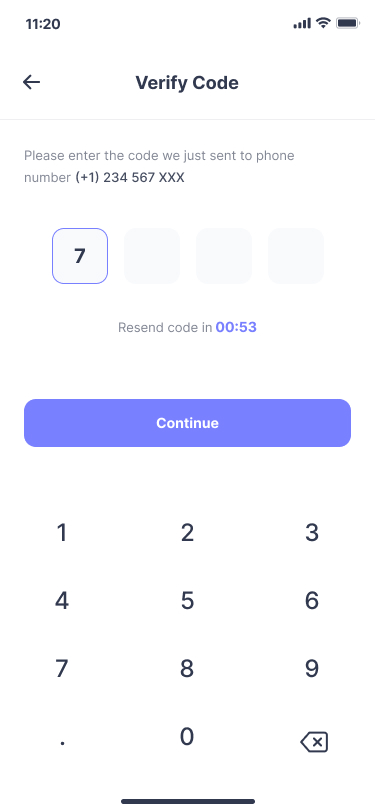 11:20
Verify Code
Please enter the code we just sent to phone
number (+1) 234 567 XXX
7
Resend code in 00:53
Continue
1 2 3
4 5 6
7 8 9
. 0